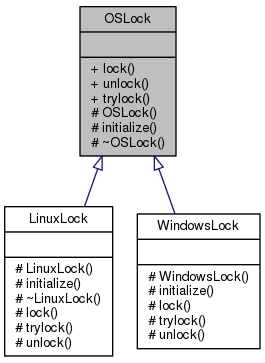 OSLock
+ lock()
+ unlock()
+ trylock()
# OSLock()
# initialize()
# ~OSLock()
LinuxLock
# LinuxLock()
# initialize()
# ~LinuxLock()
# lock()
# trylock()
# unlock()
WindowsLock
# WindowsLock()
# initialize()
# lock()
# trylock()
# unlock()